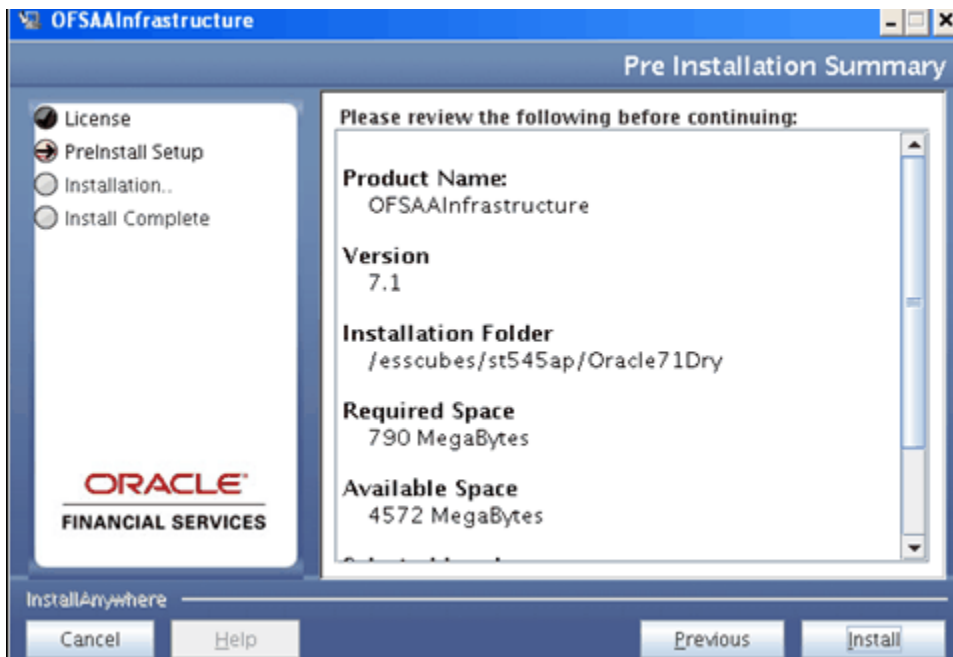 OFSAAInfrastructure
Pre Installation Summary
License
PreInstall Setup
Installation..
Install Complete
ORACLE
FINANCIAL SERVICES
Please review the following before continuing:
Product Name:
OFSAAInfrastructure
Version
7.1
Installation Folder
/esscubes/st545ap/Oracle71Dry
Required Space
790 MegaBytes
Available Space
4572 MegaBytes
InstallAnywhere
Cancel
Help
Previous
Install